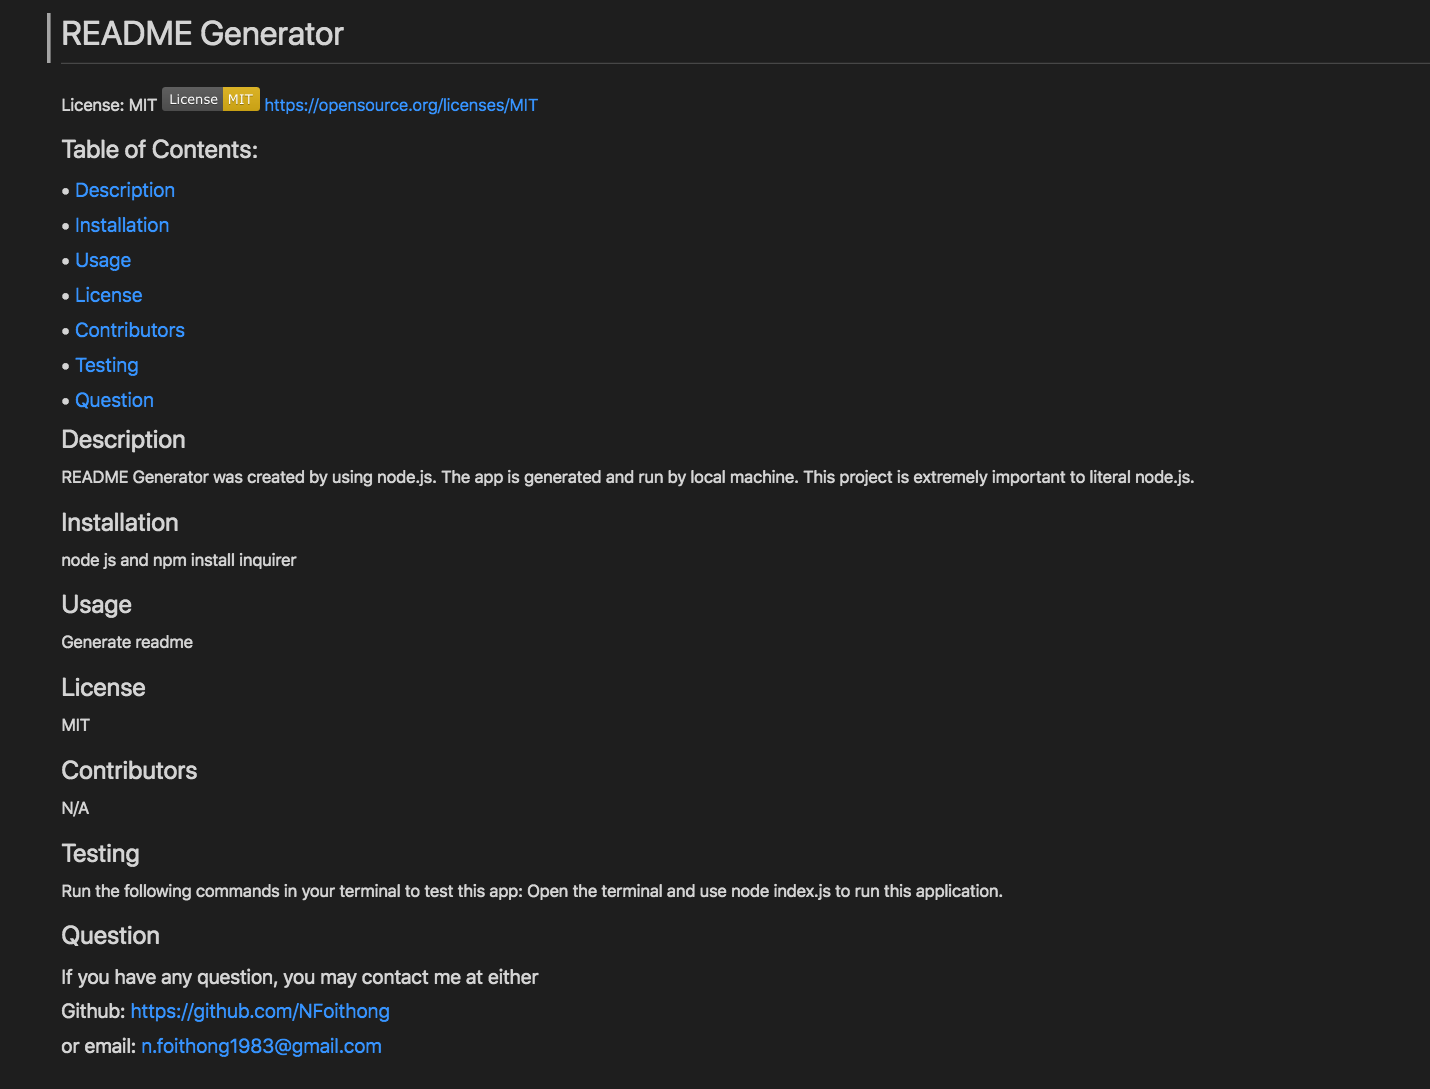 README Generator
License: MIT License MIT https://opensource.org/licenses/MIT
Table of Contents:
• Description
• Installation
• Usage
• License
• Contributors
• Testing
• Question
Description
README Generator was created by using node.js. The app is generated and run by local machine. This project is extremely important to literal node.js.
Installation
node js and npm install inquirer
Usage
Generate readme
License
MIT
Contributors
N/A
Testing
Run the following commands in your terminal to test this app: Open the terminal and use node index.js to run this application.
Question
If you have any question, you may contact me at either
Github: https://github.com/NFoithong
or email: n.foithong1983@gmail.com